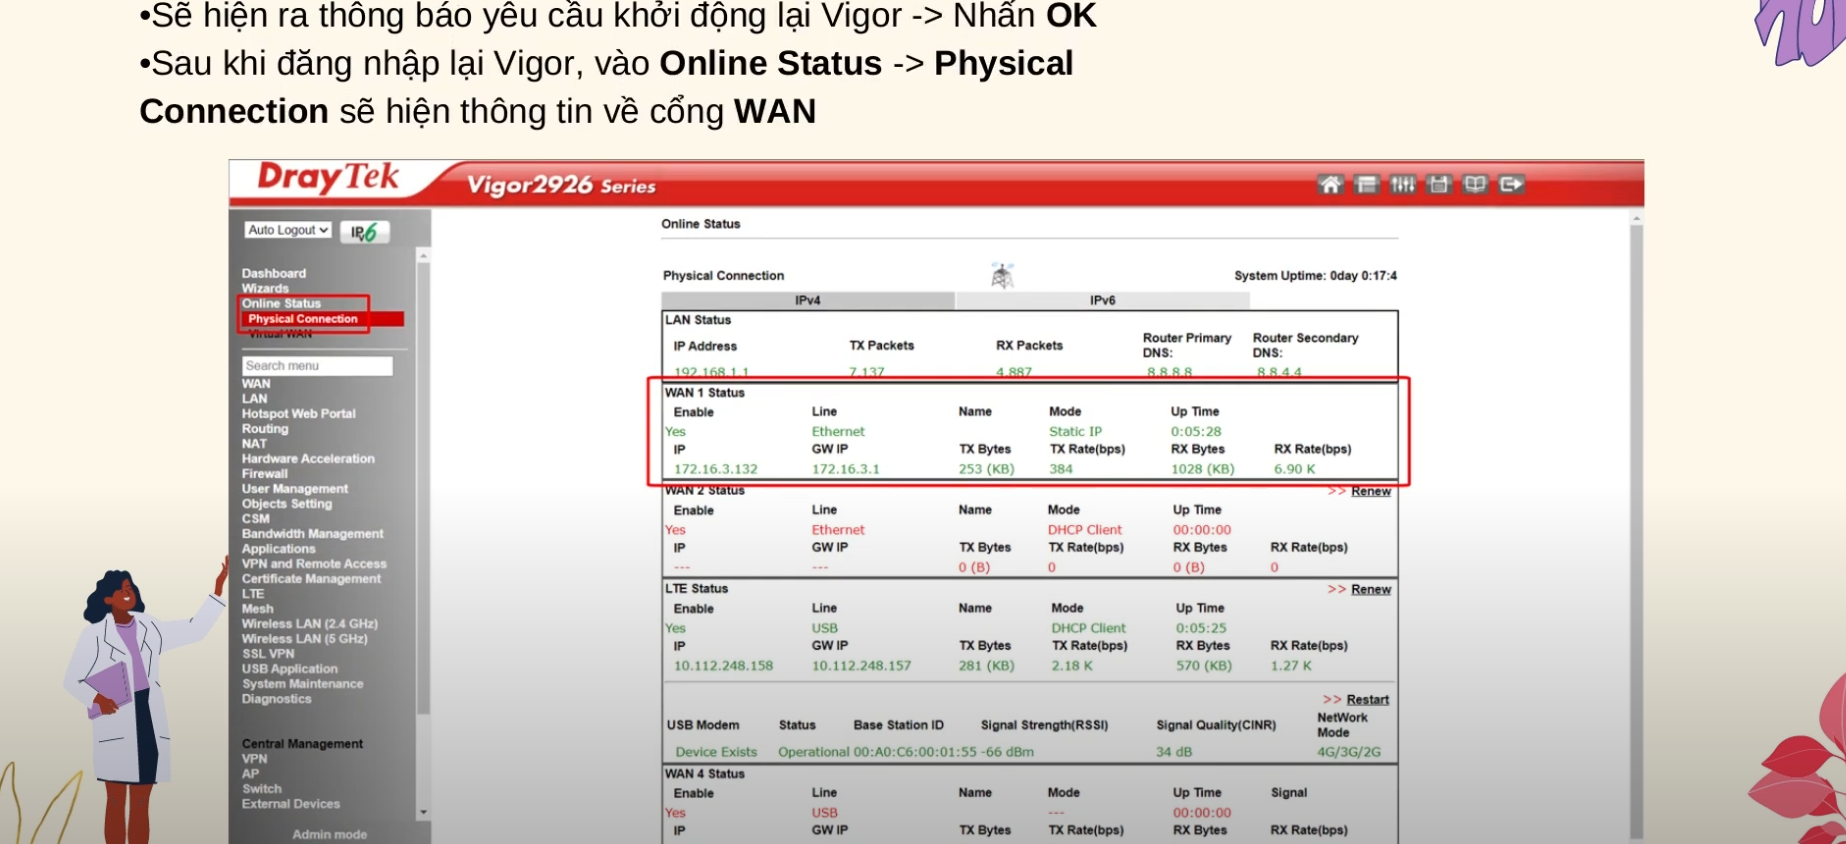 •Sẽ hiện ra thông báo yêu cầu khởi động lại Vigor -> Nhấn OK
•Sau khi đăng nhập lại Vigor, vào Online Status -> Physical
Connection sẽ hiện thông tin về cổng WAN
DrayTek Vigor2926 Series
Auto Logout IPv6
Dashboard
Wizards
Online Status
Physical Connection
Virtual WAN
Search menu
WAN
LAN
Hotspot Web Portal
Routing
NAT
Hardware Acceleration
Firewall
User Management
Objects Setting
CSM
Bandwidth Management
Applications
VPN and Remote Access
Certificate Management
LTE
Mesh
Wireless LAN (2.4 GHz)
Wireless LAN (5 GHz)
SSL VPN
USB Application
System Maintenance
Diagnostics
Central Management
VPN
AP
Switch
External Devices
Admin mode
Online Status
Physical Connection System Uptime: 0day 0:17:4
IPv4 IPv6
LAN Status
IP Address TX Packets RX Packets Router Primary DNS: Router Secondary DNS:
192.168.1.1 7,137 4,887 8.8.8.8 8.8.4.4
WAN 1 Status
Enable Line Name Mode Up Time
Yes Ethernet Static IP 0:05:28
IP GW IP TX Bytes TX Rate(bps) RX Bytes RX Rate(bps)
172.16.3.132 172.16.3.1 253 (KB) 384 1028 (KB) 6.90 K
WAN 2 Status >> Renew
Enable Line Name Mode Up Time
Yes Ethernet DHCP Client 00:00:00
IP GW IP TX Bytes TX Rate(bps) RX Bytes RX Rate(bps)
--- --- 0 (B) 0 0 (B) 0
LTE Status >> Renew
Enable Line Name Mode Up Time
Yes USB DHCP Client 0:05:25
IP GW IP TX Bytes TX Rate(bps) RX Bytes RX Rate(bps)
10.112.248.158 10.112.248.157 281 (KB) 2.18 K 570 (KB) 1.27 K
>> Restart
USB Modem Status Base Station ID Signal Strength(RSSI) Signal Quality(CINR) NetWork Mode
Device Exists Operational 00:A0:C6:00:01:55 -66 dBm 34 dB 4G/3G/2G
WAN 4 Status
Enable Line Name Mode Up Time Signal
Yes USB --- 00:00:00
IP GW IP TX Bytes TX Rate(bps) RX Bytes RX Rate(bps)